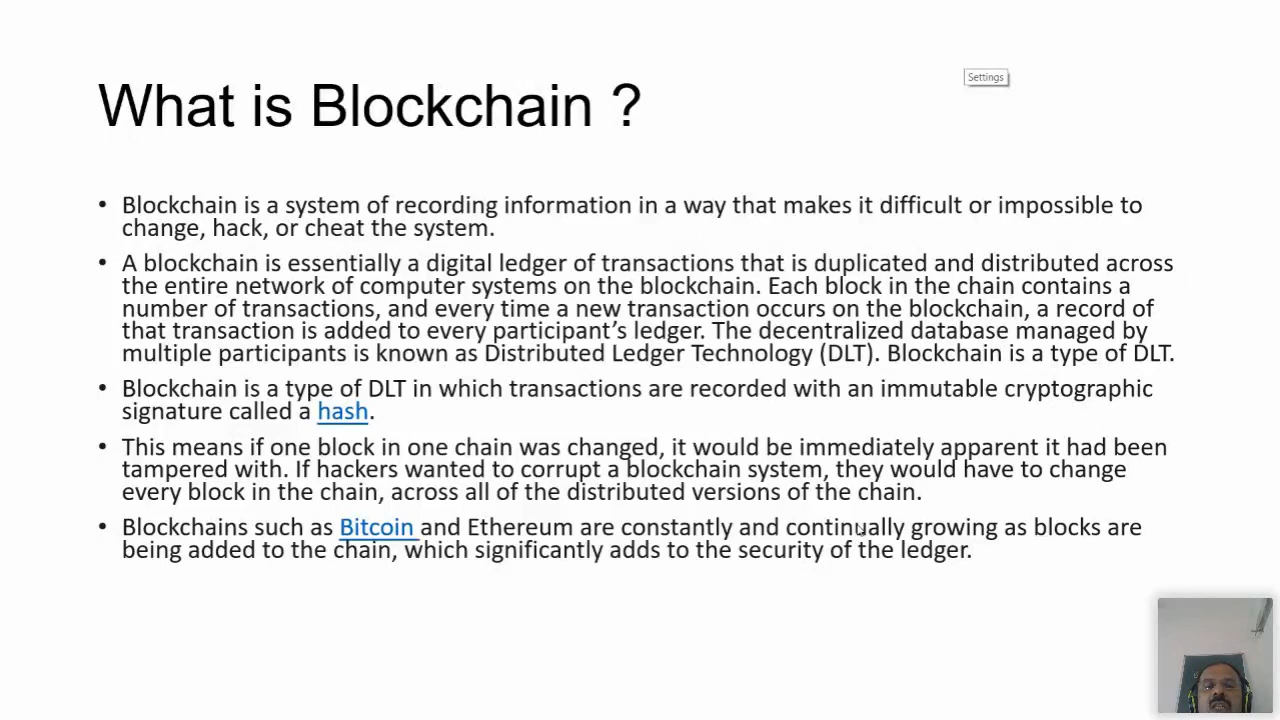 Settings
What is Blockchain ?
• Blockchain is a system of recording information in a way that makes it difficult or impossible to
change, hack, or cheat the system.
• A blockchain is essentially a digital ledger of transactions that is duplicated and distributed across
the entire network of computer systems on the blockchain. Each block in the chain contains a
number of transactions, and every time a new transaction occurs on the blockchain, a record of
that transaction is added to every participant’s ledger. The decentralized database managed by
multiple participants is known as Distributed Ledger Technology (DLT). Blockchain is a type of DLT.
• Blockchain is a type of DLT in which transactions are recorded with an immutable cryptographic
signature called a hash.
• This means if one block in one chain was changed, it would be immediately apparent it had been
tampered with. If hackers wanted to corrupt a blockchain system, they would have to change
every block in the chain, across all of the distributed versions of the chain.
• Blockchains such as Bitcoin and Ethereum are constantly and continually growing as blocks are
being added to the chain, which significantly adds to the security of the ledger.